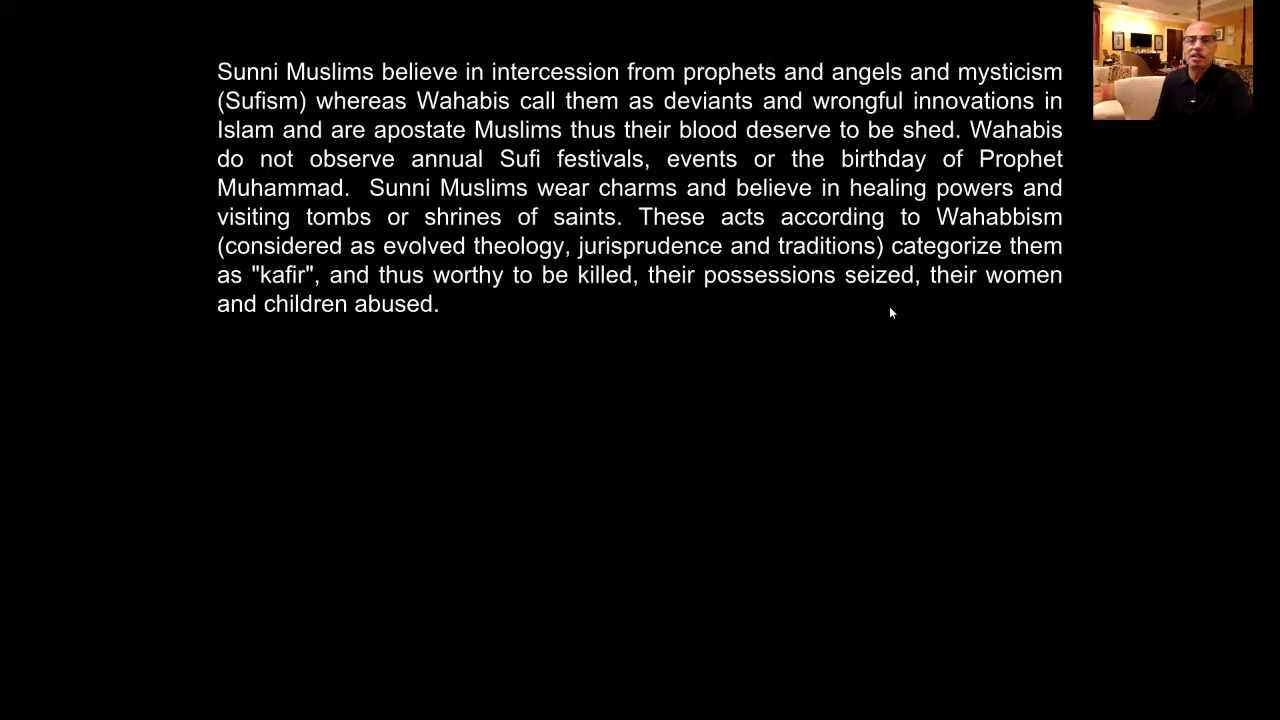 Sunni Muslims believe in intercession from prophets and angels and mysticism
(Sufism) whereas Wahabis call them as deviants and wrongful innovations in
Islam and are apostate Muslims thus their blood deserve to be shed. Wahabis
do not observe annual Sufi festivals, events or the birthday of Prophet
Muhammad.  Sunni Muslims wear charms and believe in healing powers and
visiting tombs or shrines of saints. These acts according to Wahabbism
(considered as evolved theology, jurisprudence and traditions) categorize them
as "kafir", and thus worthy to be killed, their possessions seized, their women
and children abused.